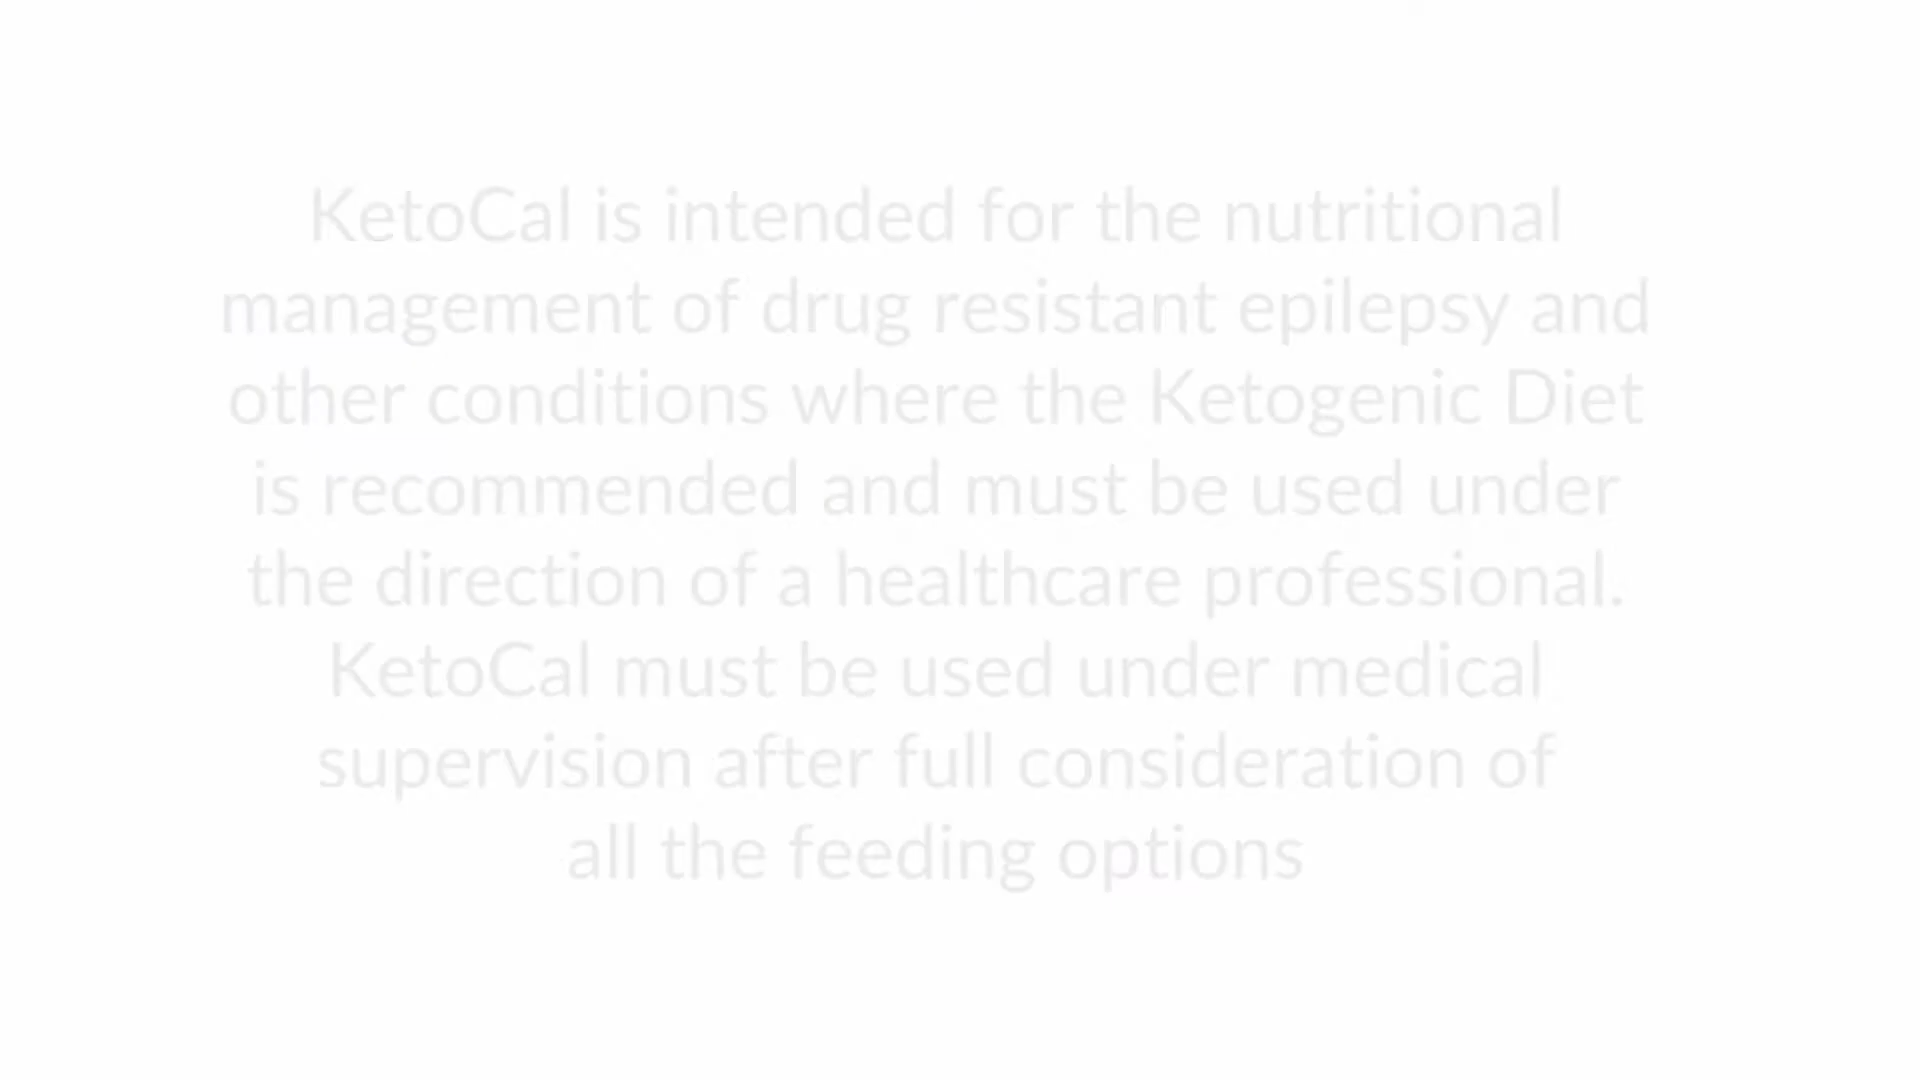 KetoCal is intended for the nutritional
management of drug resistant epilepsy and
other conditions where the Ketogenic Diet
is recommended and must be used under
the direction of a healthcare professional.
KetoCal must be used under medical
supervision after full consideration of
all the feeding options